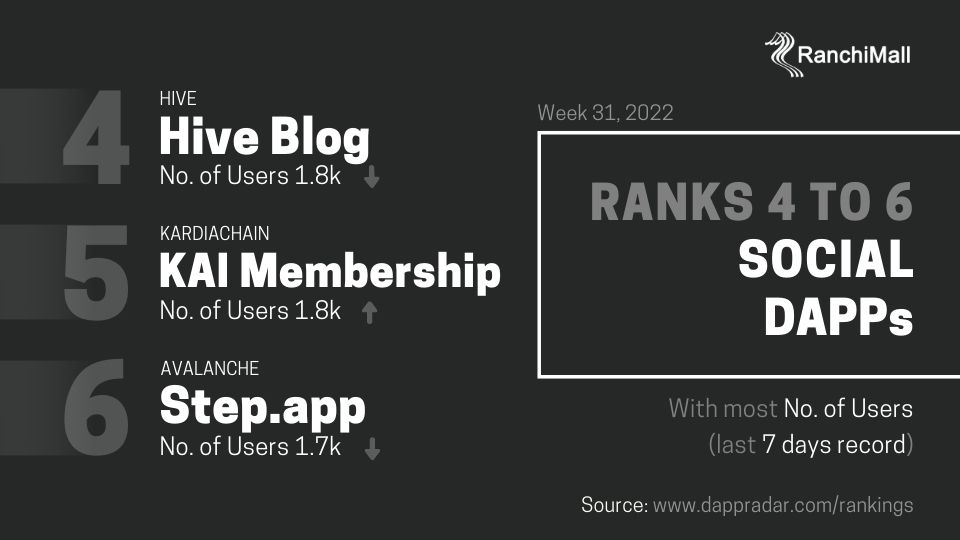 RanchiMall
4
HIVE
Hive Blog
No. of Users 1.8k
5
KARDIACHAIN
KAI Membership
No. of Users 1.8k
6
AVALANCHE
Step.app
No. of Users 1.7k
Week 31, 2022
RANKS 4 TO 6
SOCIAL
DAPPs
With most No. of Users
(last 7 days record)
Source: www.dappradar.com/rankings